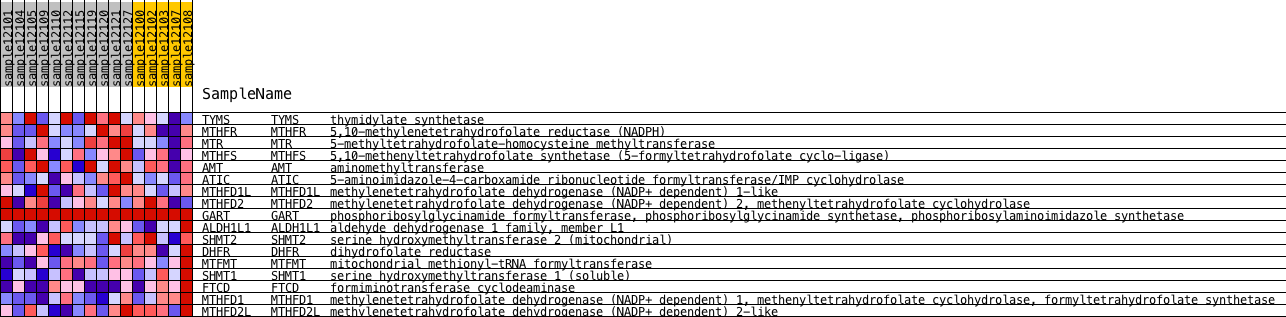 sample12101
sample12104
sample12105
sample12109
sample12110
sample12112
sample12115
sample12119
sample12120
sample12121
sample12127
sample12100
sample12102
sample12103
sample12107
sample12108
SampleName
TYMS TYMS thymidylate synthetase
MTHFR MTHFR 5,10-methylenetetrahydrofolate reductase (NADPH)
MTR MTR 5-methyltetrahydrofolate-homocysteine methyltransferase
MTHFS MTHFS 5,10-methenyltetrahydrofolate synthetase (5-formyltetrahydrofolate cyclo-ligase)
AMT AMT aminomethyltransferase
ATIC ATIC 5-aminoimidazole-4-carboxamide ribonucleotide formyltransferase/IMP cyclohydrolase
MTHFD1L MTHFD1L methylenetetrahydrofolate dehydrogenase (NADP+ dependent) 1-like
MTHFD2 MTHFD2 methylenetetrahydrofolate dehydrogenase (NADP+ dependent) 2, methenyltetrahydrofolate cyclohydrolase
GART GART phosphoribosylglycinamide formyltransferase, phosphoribosylglycinamide synthetase, phosphoribosylaminoimidazole synthetase
ALDH1L1 ALDH1L1 aldehyde dehydrogenase 1 family, member L1
SHMT2 SHMT2 serine hydroxymethyltransferase 2 (mitochondrial)
DHFR DHFR dihydrofolate reductase
MTFMT MTFMT mitochondrial methionyl-tRNA formyltransferase
SHMT1 SHMT1 serine hydroxymethyltransferase 1 (soluble)
FTCD FTCD formiminotransferase cyclodeaminase
MTHFD1 MTHFD1 methylenetetrahydrofolate dehydrogenase (NADP+ dependent) 1, methenyltetrahydrofolate cyclohydrolase, formyltetrahydrofolate synthetase
MTHFD2L MTHFD2L methylenetetrahydrofolate dehydrogenase (NADP+ dependent) 2-like